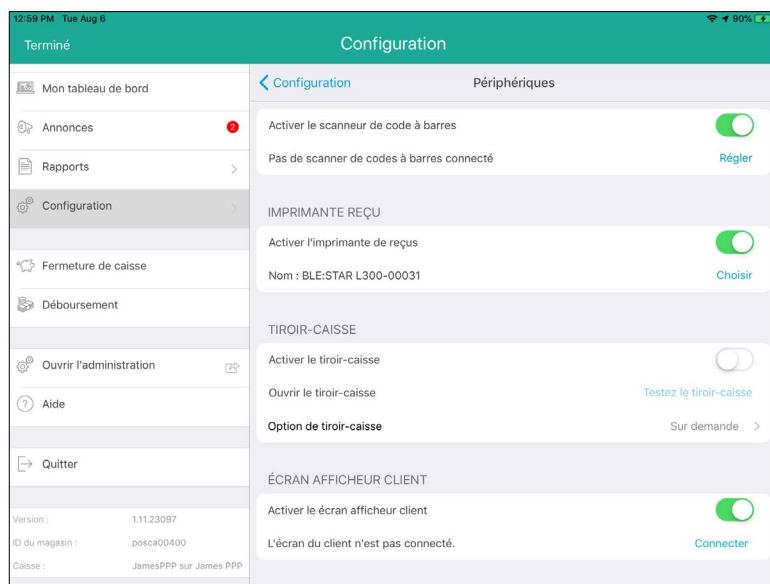 12:59 PM Tue Aug 6
90%
Terminé
Configuration
Mon tableau de bord
Annonces
2
Rapports
Configuration
Fermeture de caisse
Déboursement
Ouvrir l'administration
Aide
Quitter
Version : 1.11.23097
ID du magasin : posca00400
Caisse : JamesPPP sur James PPP
Configuration
Périphériques
Activer le scanneur de code à barres
Pas de scanner de codes à barres connecté Régler
IMPRIMANTE REÇU
Activer l'imprimante de reçus
Nom : BLE:STAR L300-00031 Choisir
TIROIR-CAISSE
Activer le tiroir-caisse
Ouvrir le tiroir-caisse Testez le tiroir-caisse
Option de tiroir-caisse Sur demande
ÉCRAN AFFICHEUR CLIENT
Activer le écran afficheur client
L'écran du client n'est pas connecté. Connecter